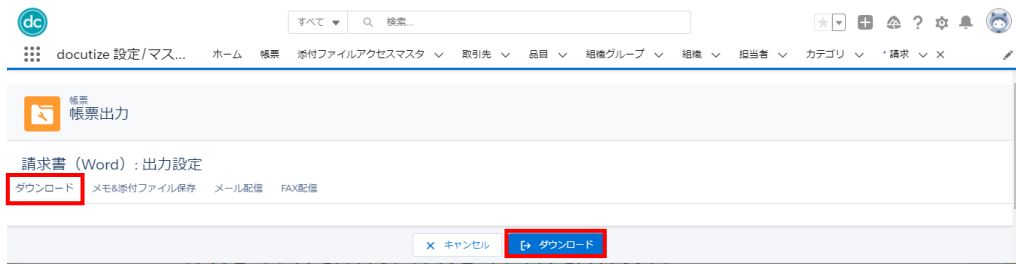 dc
すべて
検索...
docutize 設定/マス...
ホーム
帳票
添付ファイルアクセスマスタ
取引先
品目
組織グループ
組織
担当者
カテゴリ
* 請求
帳票
帳票出力
請求書（Word）: 出力設定
ダウンロード
メモ&添付ファイル保存
メール配信
FAX配信
キャンセル
ダウンロード